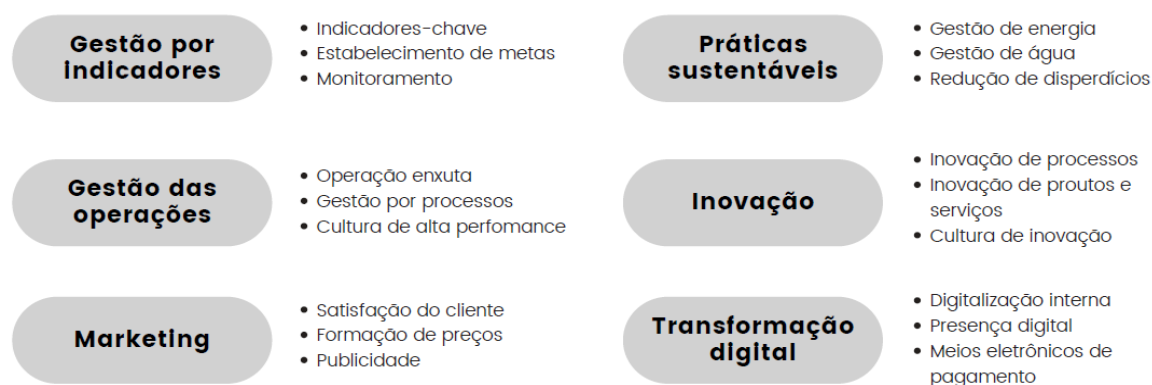 Gestão por
indicadores
• Indicadores-chave
• Estabelecimento de metas
• Monitoramento
Práticas
sustentáveis
• Gestão de energia
• Gestão de água
• Redução de disperdícios
Gestão das
operações
• Operação enxuta
• Gestão por processos
• Cultura de alta perfomance
Inovação
• Inovação de processos
• Inovação de proutos e
serviços
• Cultura de inovação
Marketing
• Satisfação do cliente
• Formação de preços
• Publicidade
Transformação
digital
• Digitalização interna
• Presença digital
• Meios eletrônicos de
pagamento